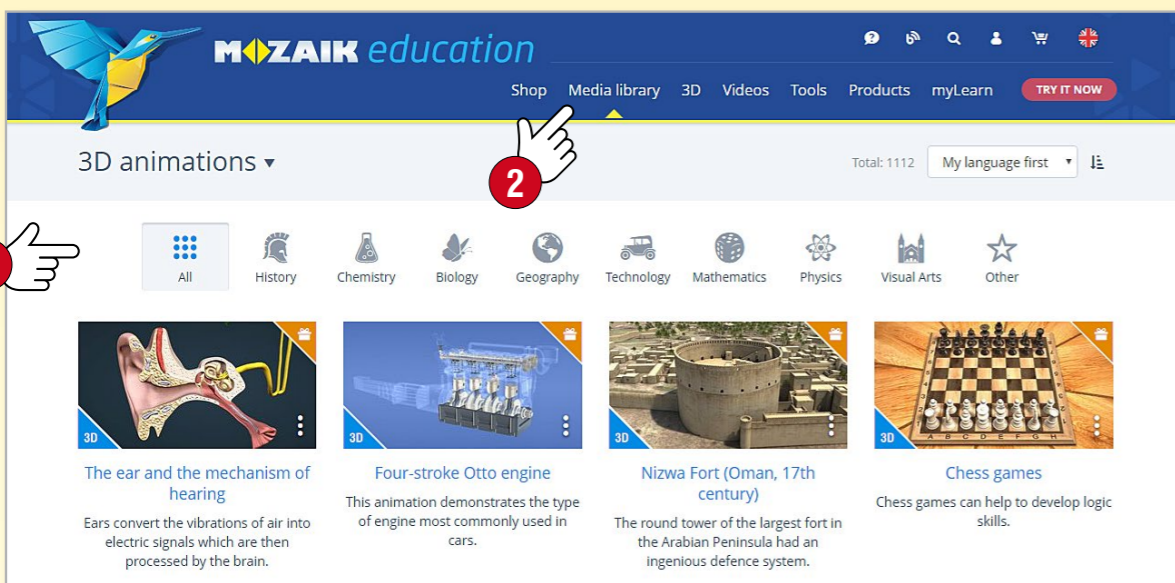 MOZAIK education
Shop Media library 3D Videos Tools Products myLearn TRY IT NOW
2
3D animations
Total: 1112 My language first
All History Chemistry Biology Geography Technology Mathematics Physics Visual Arts Other
3D 3D 3D 3D
A B C D E F G H
The ear and the mechanism of
hearing
Ears convert the vibrations of air into
electric signals which are then
processed by the brain.
Four-stroke Otto engine
This animation demonstrates the type
of engine most commonly used in
cars.
Nizwa Fort (Oman, 17th
century)
The round tower of the largest fort in
the Arabian Peninsula had an
ingenious defence system.
Chess games
Chess games can help to develop logic
skills.